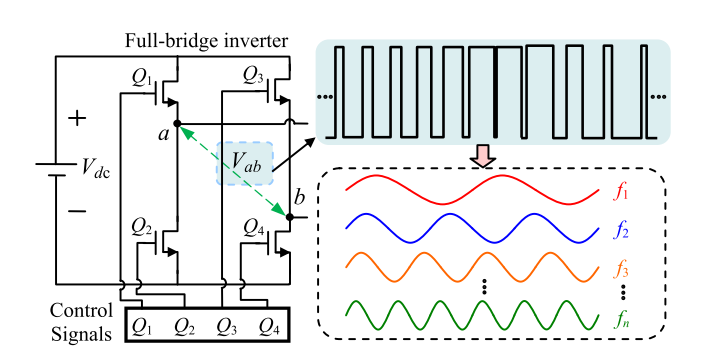 Full-bridge inverter
Q1
Q3
... ...
+
a
Vab
Vdc
b
−
Q2
Q4
f1
f2
f3
fn
Control
Signals
Q1 Q2 Q3 Q4